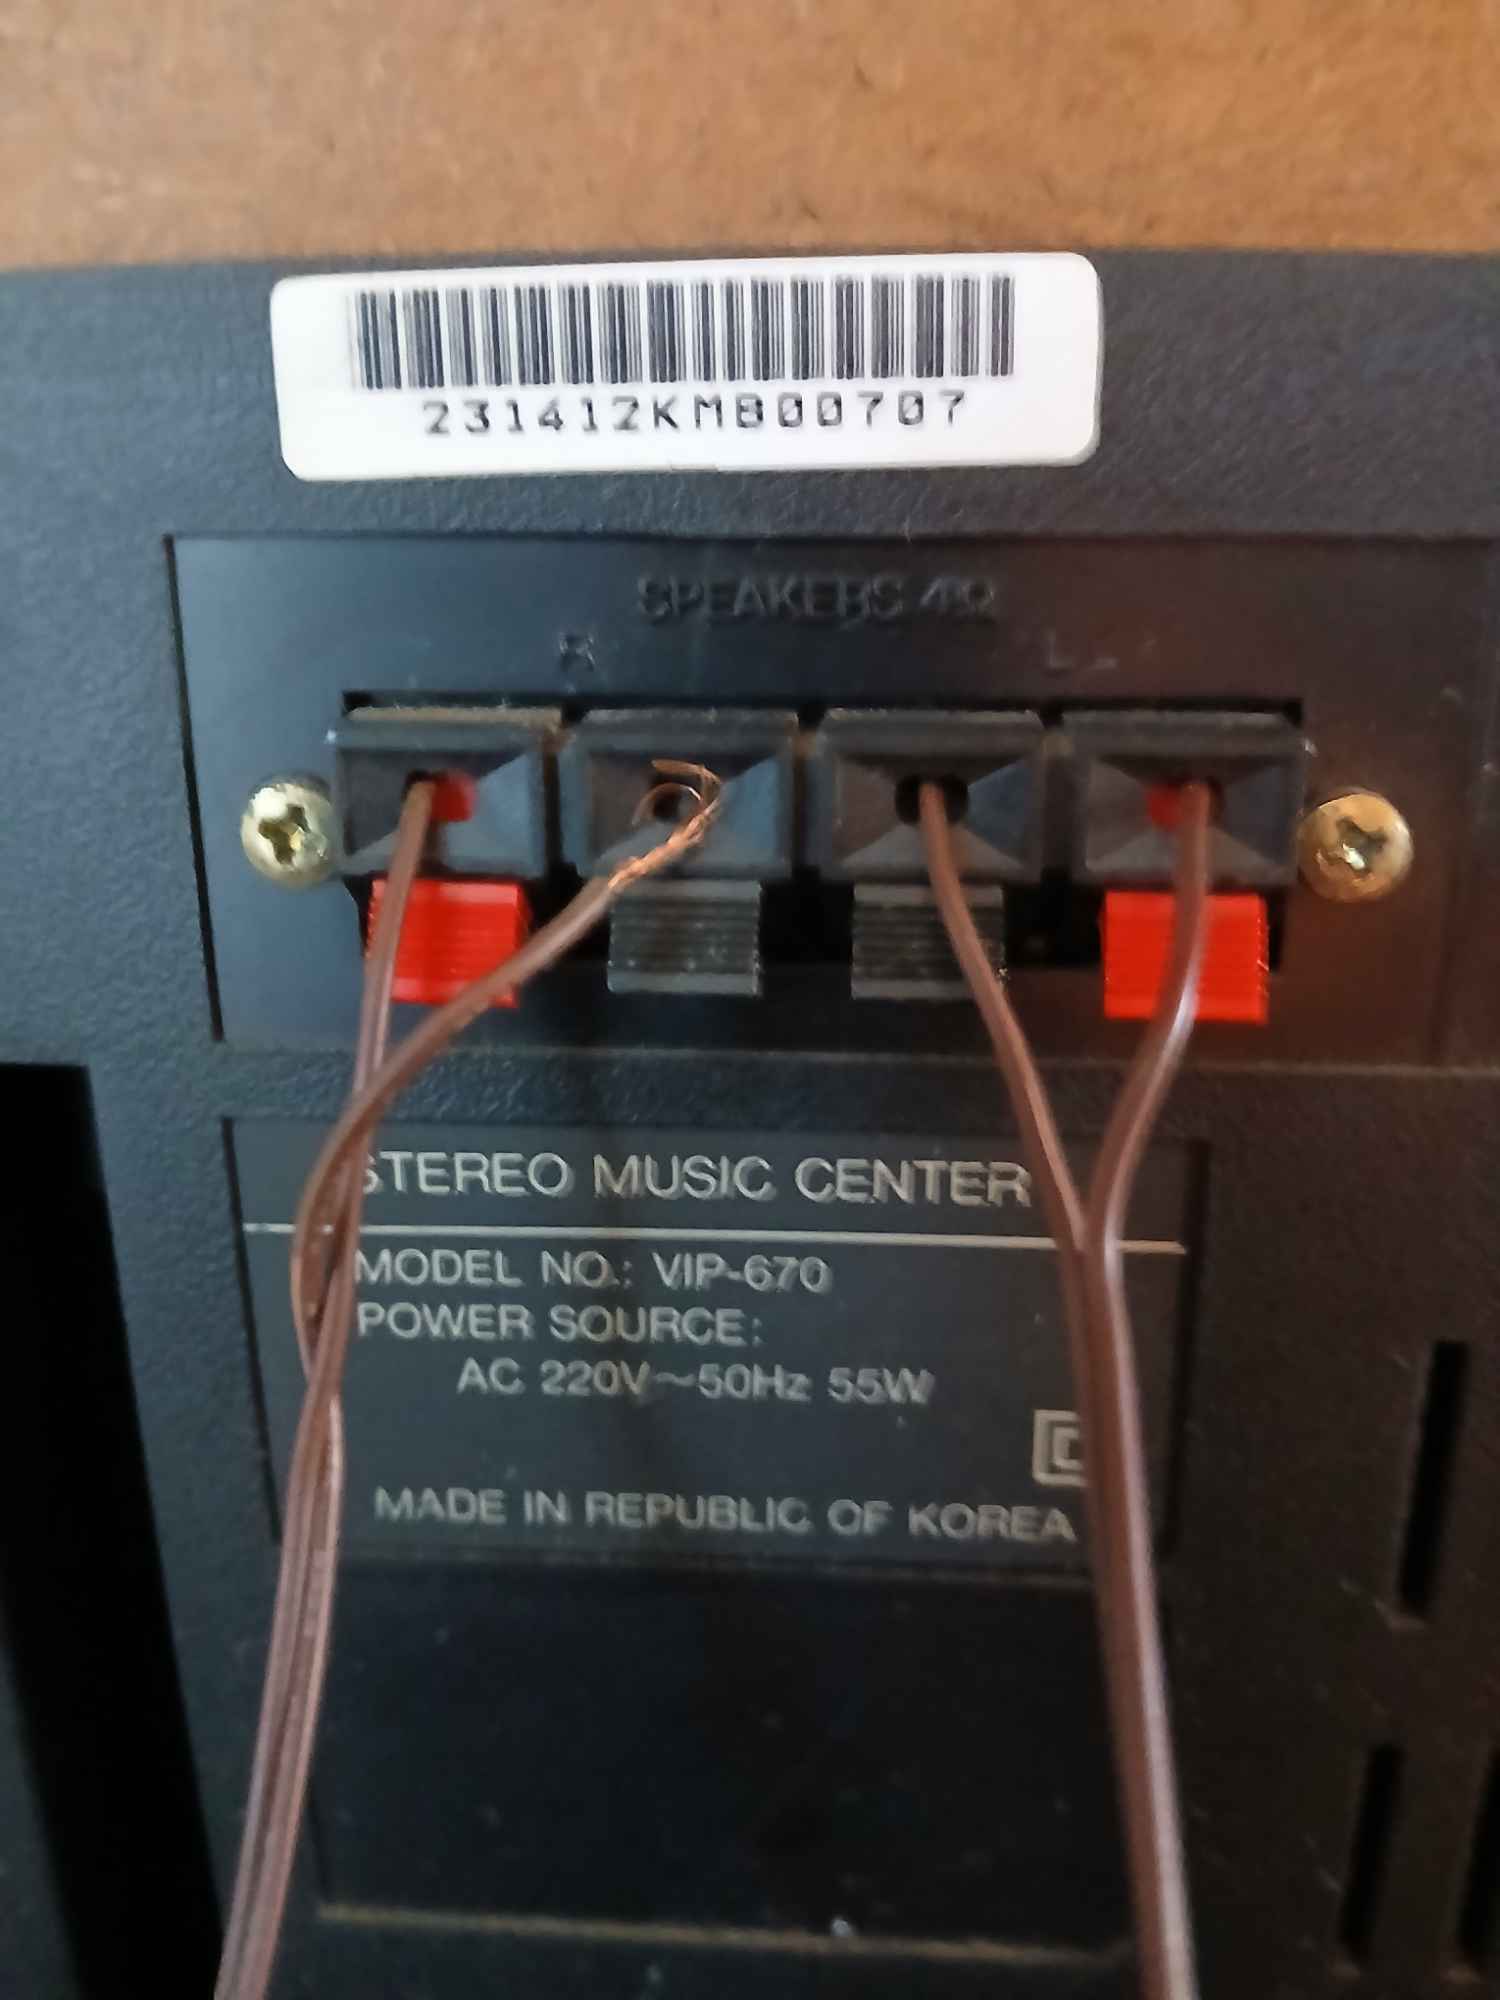 231412KMB00707
SPEAKERS 4Ω
R L
STEREO MUSIC CENTER
MODEL NO.: VIP-670
POWER SOURCE:
AC 220V~50Hz 55W
MADE IN REPUBLIC OF KOREA